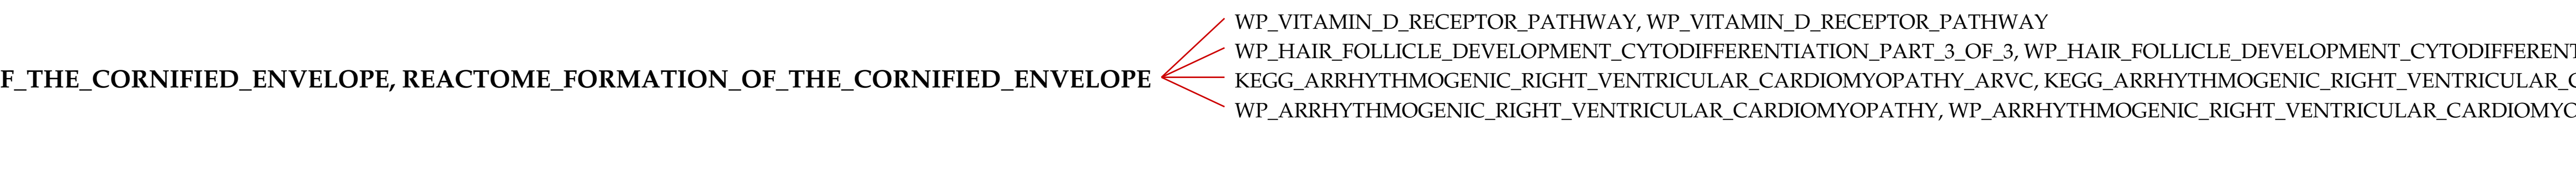 WP_VITAMIN_D_RECEPTOR_PATHWAY, WP_VITAMIN_D_RECEPTOR_PATHWAY
WP_HAIR_FOLLICLE_DEVELOPMENT_CYTODIFFERENTIATION_PART_3_OF_3, WP_HAIR_FOLLICLE_DEVELOPMENT_CYTODIFFERENT
F_THE_CORNIFIED_ENVELOPE, REACTOME_FORMATION_OF_THE_CORNIFIED_ENVELOPE
KEGG_ARRHYTHMOGENIC_RIGHT_VENTRICULAR_CARDIOMYOPATHY_ARVC, KEGG_ARRHYTHMOGENIC_RIGHT_VENTRICULAR_C
WP_ARRHYTHMOGENIC_RIGHT_VENTRICULAR_CARDIOMYOPATHY, WP_ARRHYTHMOGENIC_RIGHT_VENTRICULAR_CARDIOMYO